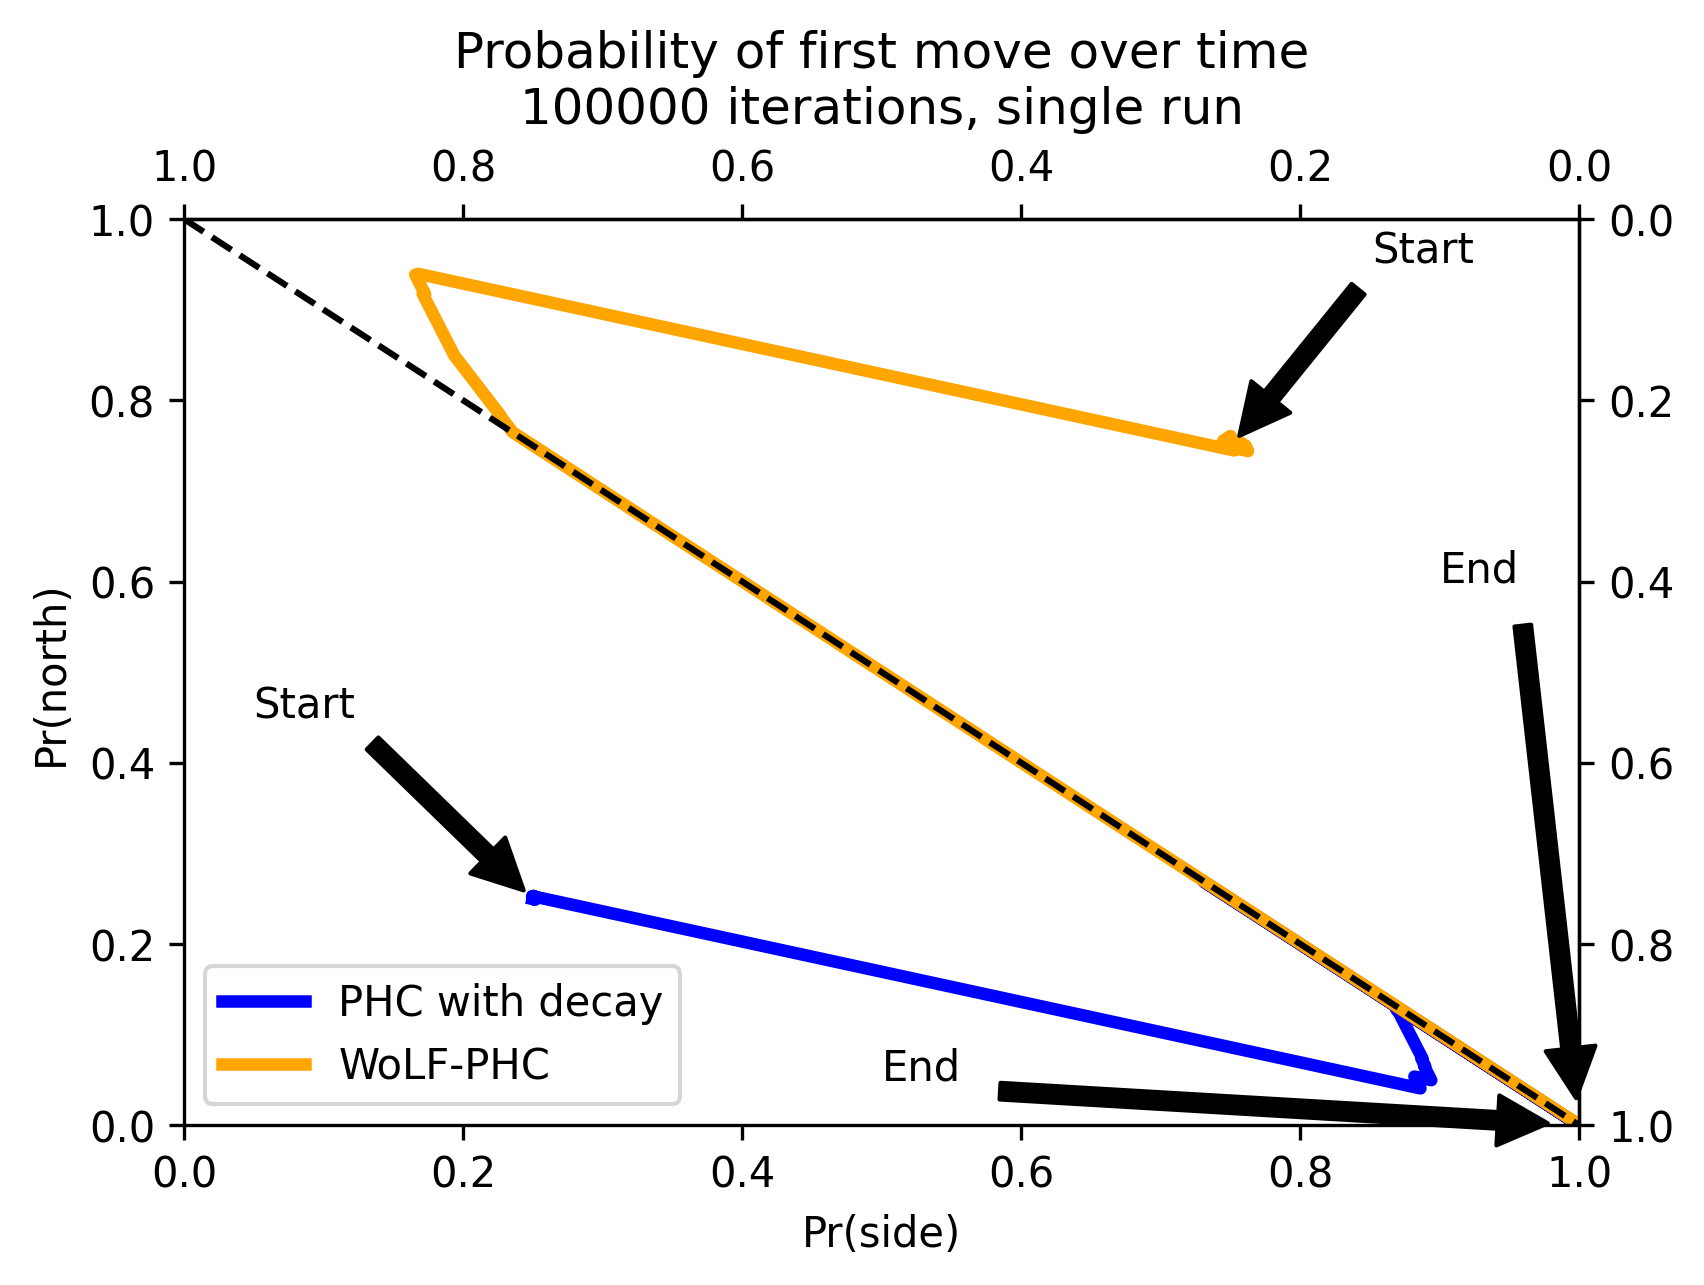 Probability of first move over time
100000 iterations, single run
1.0 0.8 0.6 0.4 0.2 0.0
1.0 0.0
Start
0.8 0.2
End
0.6 0.4
Pr(north)
Start
0.4 0.6
0.2 0.8
PHC with decay
WoLF-PHC
End
0.0 1.0
0.0 0.2 0.4 0.6 0.8 1.0
Pr(side)